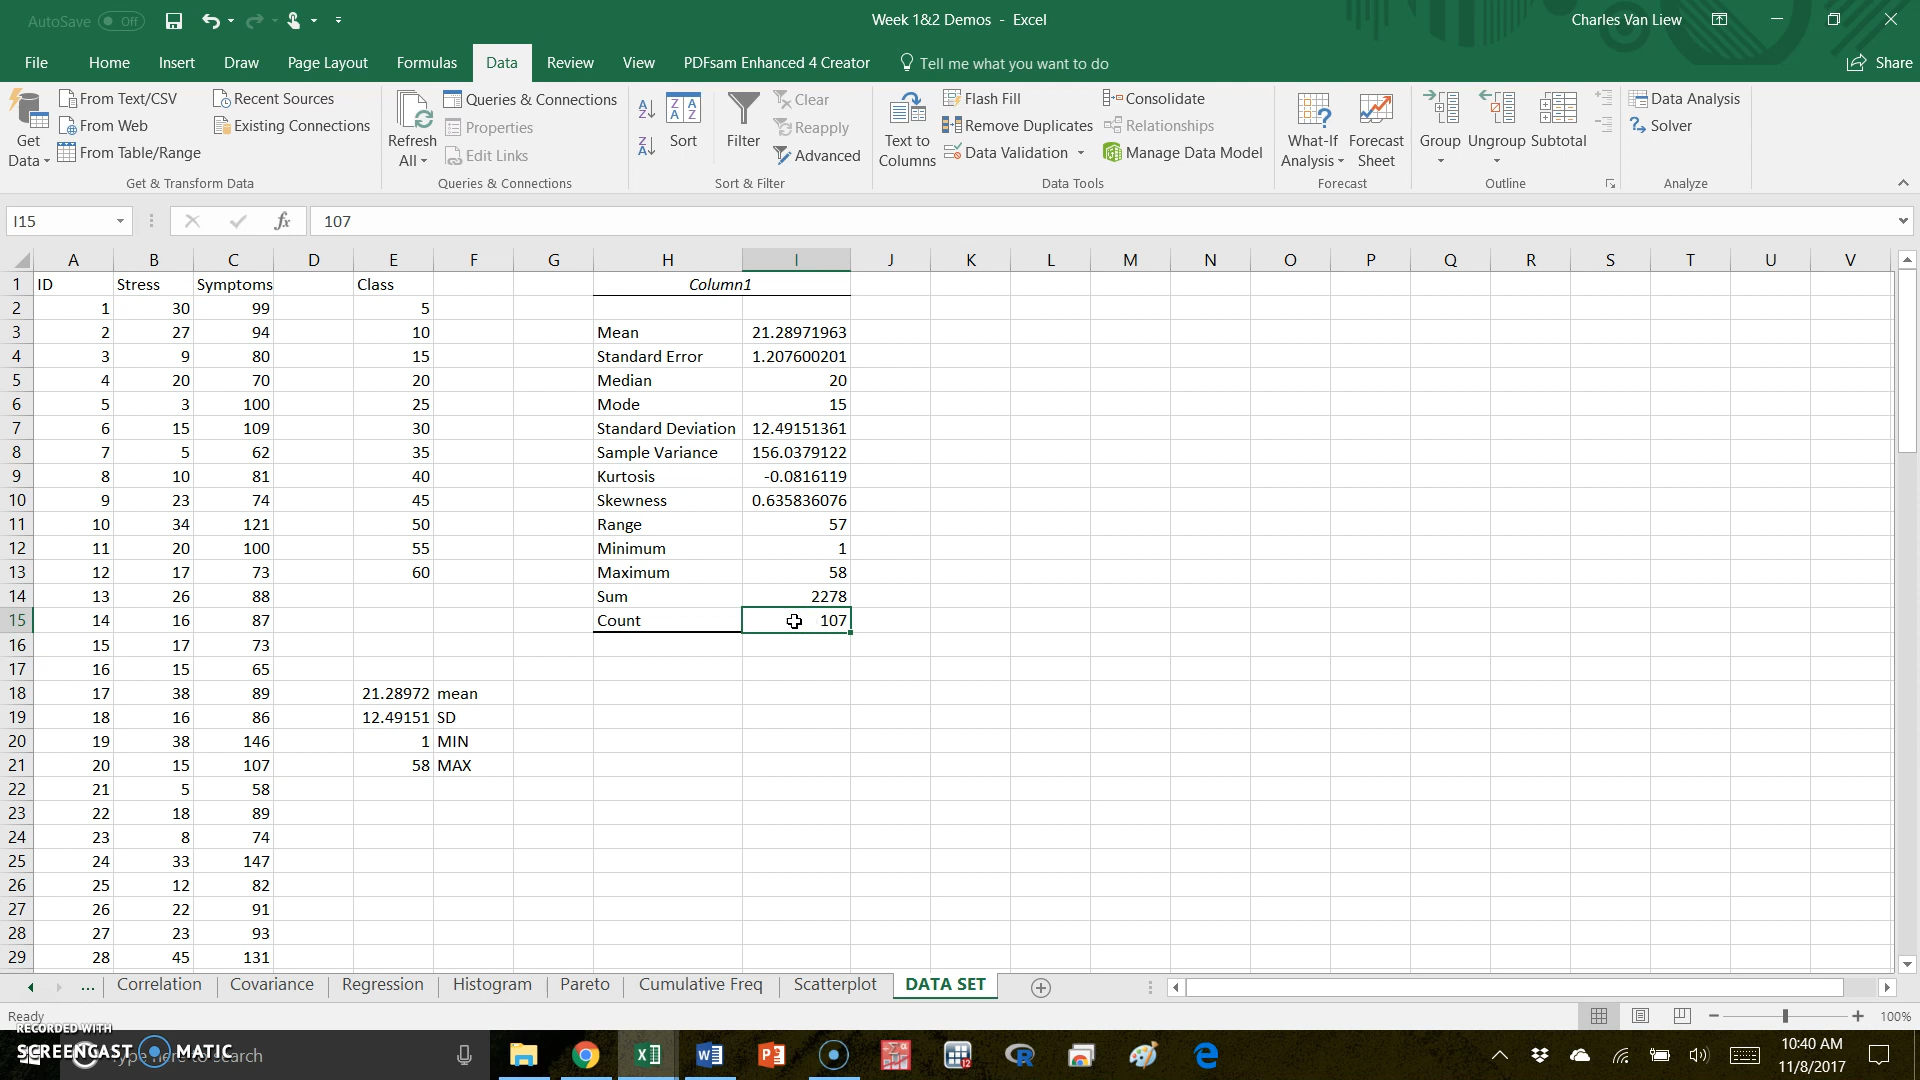 AutoSave Off
Week 1&2 Demos - Excel
Charles Van Liew
File Home Insert Draw Page Layout Formulas Data Review View PDFsam Enhanced 4 Creator Tell me what you want to do Share
Get Data
From Text/CSV
From Web
From Table/Range
Recent Sources
Existing Connections
Get & Transform Data
Refresh All
Queries & Connections
Properties
Edit Links
Queries & Connections
Sort
Filter
Clear
Reapply
Advanced
Sort & Filter
Text to Columns
Flash Fill
Remove Duplicates
Data Validation
Consolidate
Relationships
Manage Data Model
Data Tools
What-If Analysis
Forecast Sheet
Forecast
Group
Ungroup
Subtotal
Outline
Data Analysis
Solver
Analyze
I15 fx 107
A B C D E F G H I J K L M N O P Q R S T U V
1 ID Stress Symptoms Class Column1
2 1 30 99 5
3 2 27 94 10 Mean 21.28971963
4 3 9 80 15 Standard Error 1.207600201
5 4 20 70 20 Median 20
6 5 3 100 25 Mode 15
7 6 15 109 30 Standard Deviation 12.49151361
8 7 5 62 35 Sample Variance 156.0379122
9 8 10 81 40 Kurtosis -0.0816119
10 9 23 74 45 Skewness 0.635836076
11 10 34 121 50 Range 57
12 11 20 100 55 Minimum 1
13 12 17 73 60 Maximum 58
14 13 26 88 Sum 2278
15 14 16 87 Count 107
16 15 17 73
17 16 15 65
18 17 38 89 21.28972 mean
19 18 16 86 12.49151 SD
20 19 38 146 1 MIN
21 20 15 107 58 MAX
22 21 5 58
23 22 18 89
24 23 8 74
25 24 33 147
26 25 12 82
27 26 22 91
28 27 23 93
29 28 45 131
... Correlation Covariance Regression Histogram Pareto Cumulative Freq Scatterplot DATA SET
Ready
100%
RECORDED WITH
SCREENCAST MATIC
Type here to search
10:40 AM
11/8/2017